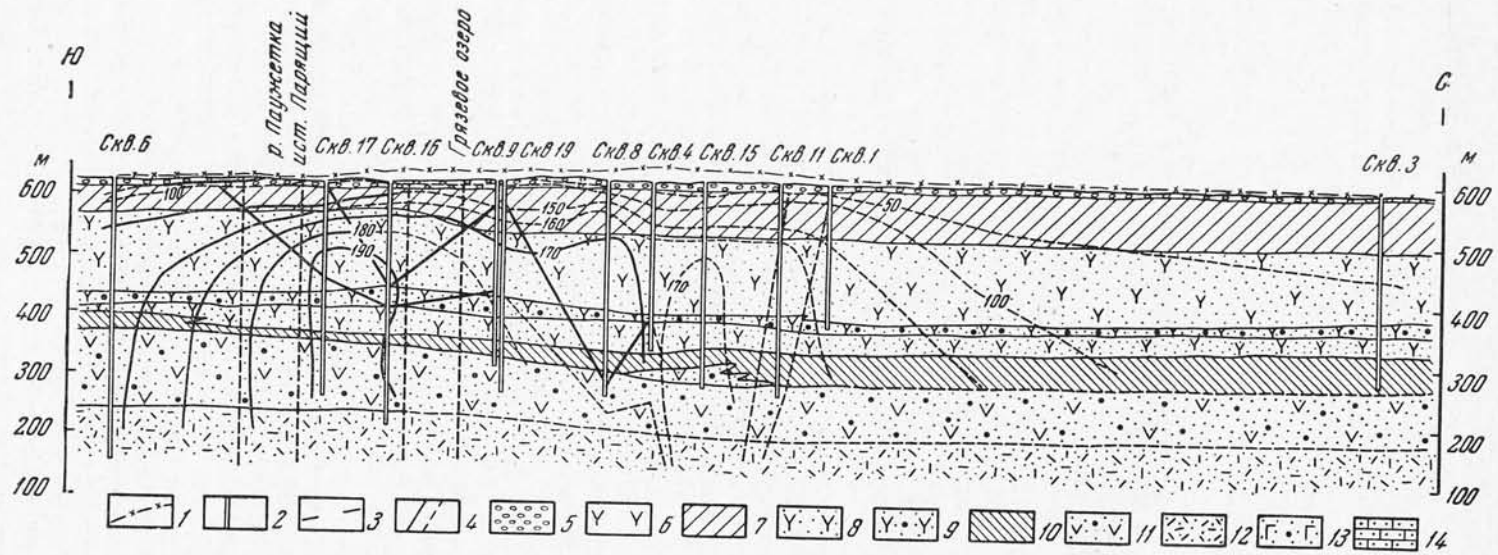 Ю
р. Паужетка
ист. Парящий
Грязевое озеро
С
Скв.6
Скв.17 Скв.16
Скв.9 Скв.19
Скв.8 Скв.4 Скв.15
Скв.11 Скв.1
Скв.3
м
м
600
600
500
500
400
400
300
300
200
200
100
100
100
150
160
170
180
190
170
50
100
1 2 3 4 5 6 7 8 9 10 11 12 13 14